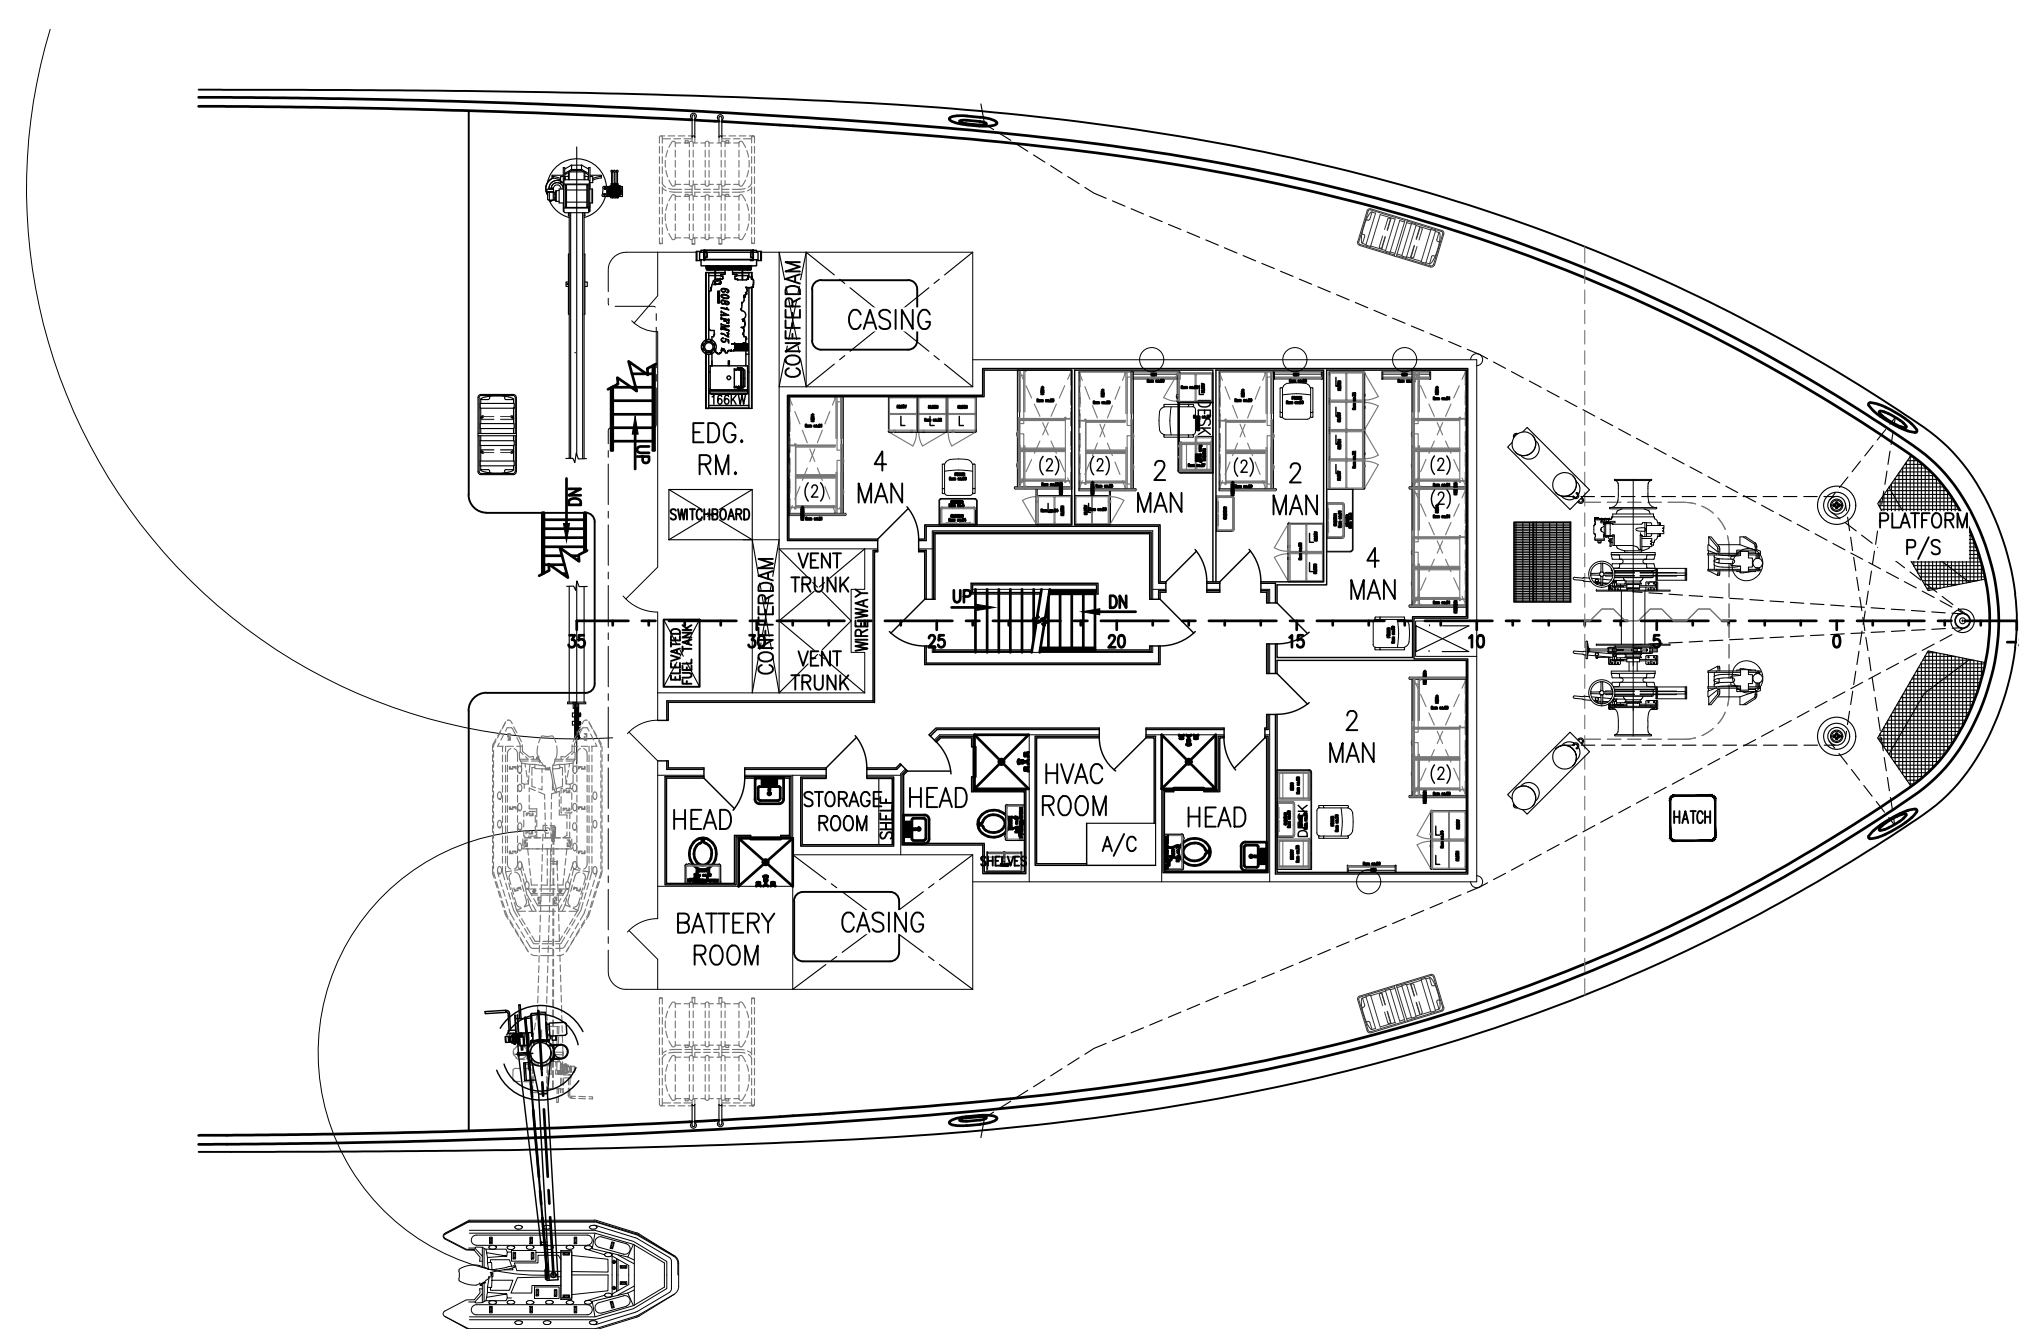 CONFFERDAM
CASING
6081AFM75
166KW
EDG.
RM.
UP
DN
SWITCHBOARD
4
MAN
L L L
(2)
(2)
(2)
2
MAN
DESK
(2)
2
MAN
(2)
(2)
4
MAN
PLATFORM
P/S
CONFFERDAM
VENT
TRUNK
WIREWAY
VENT
TRUNK
ELEVATED
FUEL TANK
UP
DN
35
30
25
20
15
10
5
0
2
MAN
(2)
DESK
L
L
HATCH
HEAD
STORAGE
ROOM
SHELF
HEAD
SHELVES
HVAC
ROOM
A/C
HEAD
BATTERY
ROOM
CASING